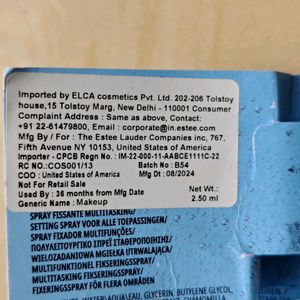 Imported by ELCA cosmetics Pvt. Ltd. 202-206 Tolstoy
house,15 Tolstoy Marg, New Delhi - 110001 Consumer
Complaint Address : Same as above, Contact:
+91 22-61479800, Email : corporate@in.estee.com
Mfg By / For : The Estee Lauder Companies inc, 767,
Fifth Avenue NY 10153, United States of America
Importer - CPCB Regn No. : IM-22-000-11-AABCE1111C-22
RC No.: COS001/13 Batch No : B54
COO : United States of America Mfg Dt : 08/2024
Not For Retail Sale
Used By : 36 months from Mfg Date Net Wt.
Generic Name : Makeup 2.50 ml
SPRAY FISSANTE MULTITASKING/
SETTING SPRAY VOOR ALLE TOEPASSINGEN/
SPRAY FIXADOR MULTIFUNÇÕES/
ΠΟΛΥΛΕΙΤΟΥΡΓΙΚΟ ΣΠΡΕΪ ΣΤΑΘΕΡΟΠΟΙΗΣΗΣ/
WIELOZADANIOWA MGIEŁKA UTRWALAJĄCA/
MULTIFUNKTIONEL FIKSERINGSSPRAY/
MULTITASKING FIKSERINGSSPRAY/
FIXERINGSSPRAY FÖR FLERA OMRÅDEN
WATER\AQUA\EAU, GLYCERIN, BUTYLENE GLYCOL,